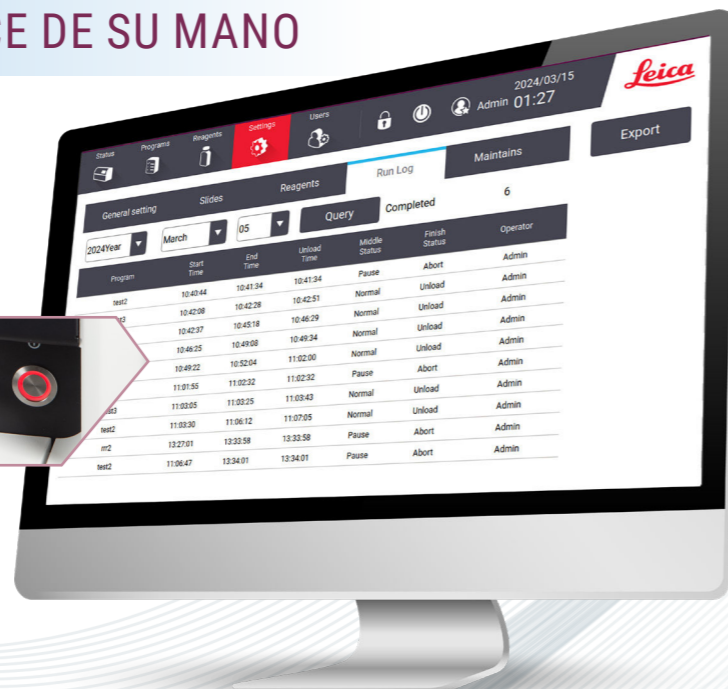 CE DE SU MANO
Leica
2024/03/15
Admin 01:27
Status Programs Reagents Settings Users
Export
General setting Slides Reagents Run Log Maintains
2024Year March 05 Query Completed 6
Program Start Time End Time Unload Time Middle Status Finish Status Operator
test2 10:40:44 10:41:34 10:41:34 Pause Abort Admin
10:42:08 10:42:28 10:42:51 Normal Unload Admin
10:42:37 10:45:18 10:46:29 Normal Unload Admin
10:46:25 10:49:08 10:49:34 Normal Unload Admin
10:49:22 10:52:04 11:02:00 Normal Unload Admin
11:01:55 11:02:32 11:02:32 Pause Abort Admin
11:03:05 11:03:25 11:03:43 Normal Unload Admin
test2 11:03:30 11:06:12 11:07:05 Normal Unload Admin
13:27:01 13:33:58 13:33:58 Pause Abort Admin
test2 11:06:47 13:34:01 13:34:01 Pause Abort Admin